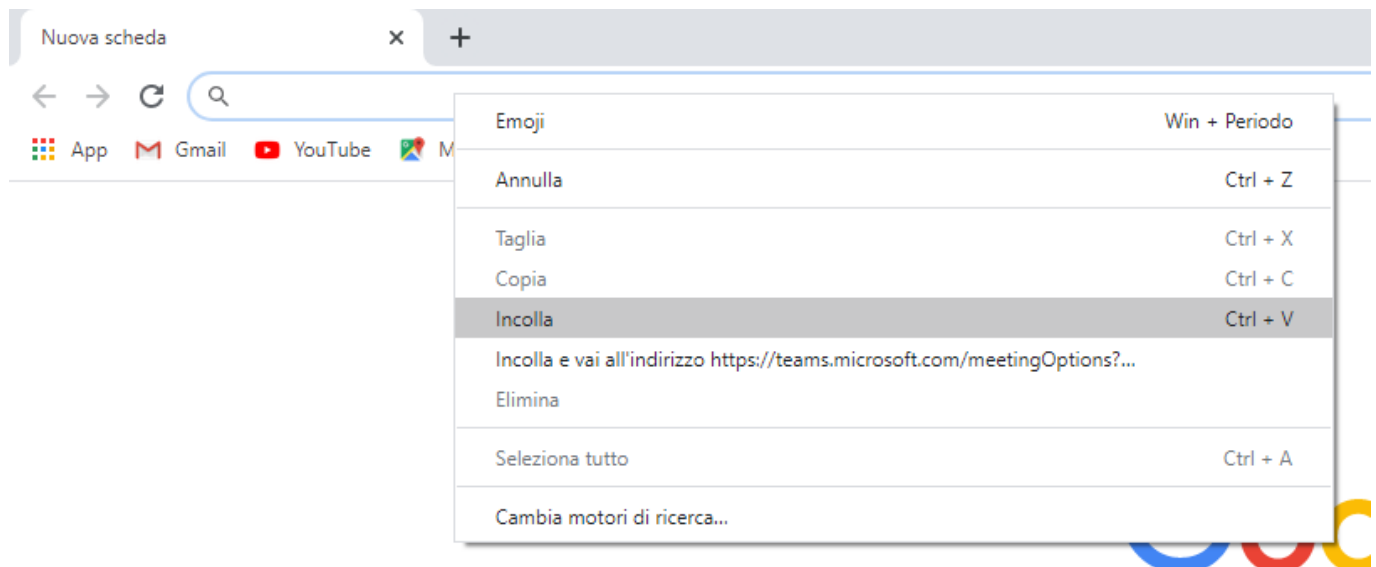 Nuova scheda
App Gmail YouTube M
Emoji Win + Periodo
Annulla Ctrl + Z
Taglia Ctrl + X
Copia Ctrl + C
Incolla Ctrl + V
Incolla e vai all'indirizzo https://teams.microsoft.com/meetingOptions?...
Elimina
Seleziona tutto Ctrl + A
Cambia motori di ricerca...